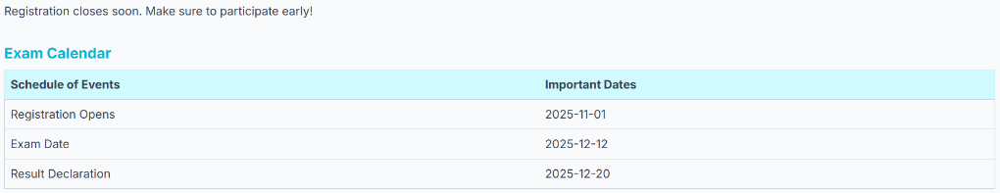 Registration closes soon. Make sure to participate early!
Exam Calendar
Schedule of Events Important Dates
Registration Opens 2025-11-01
Exam Date 2025-12-12
Result Declaration 2025-12-20